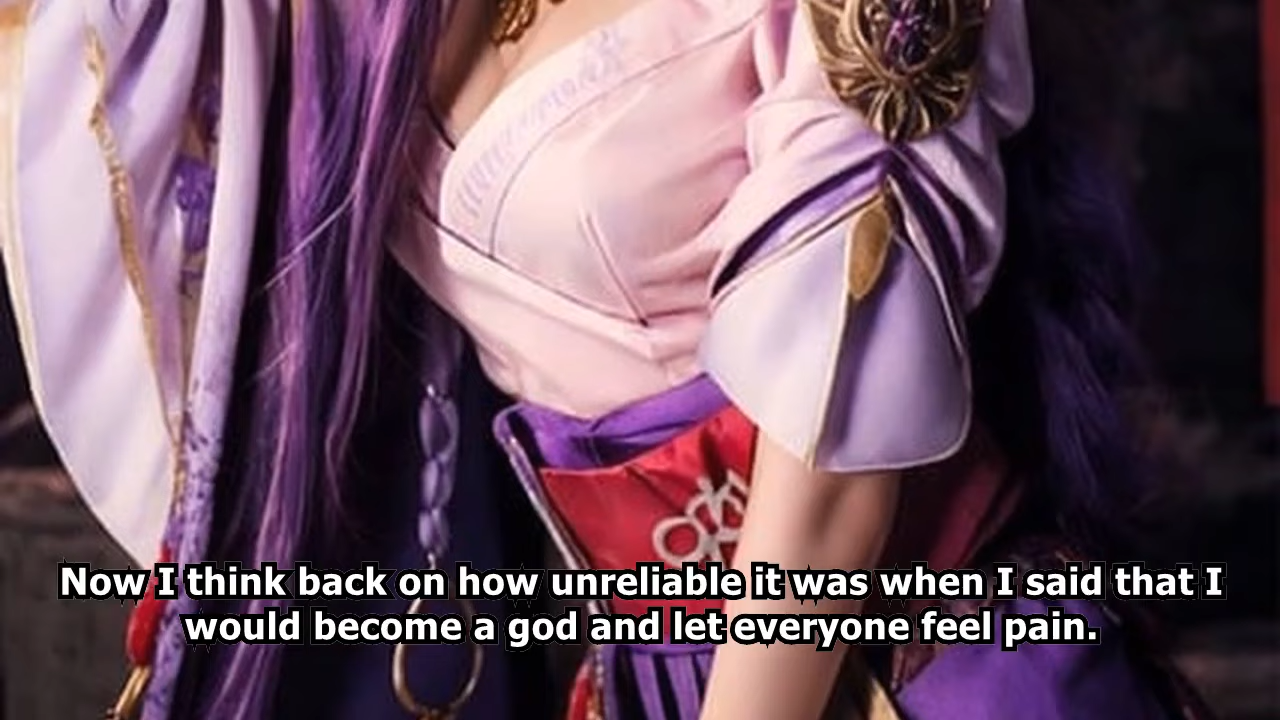 Now I think back on how unreliable it was when I said that I
would become a god and let everyone feel pain.